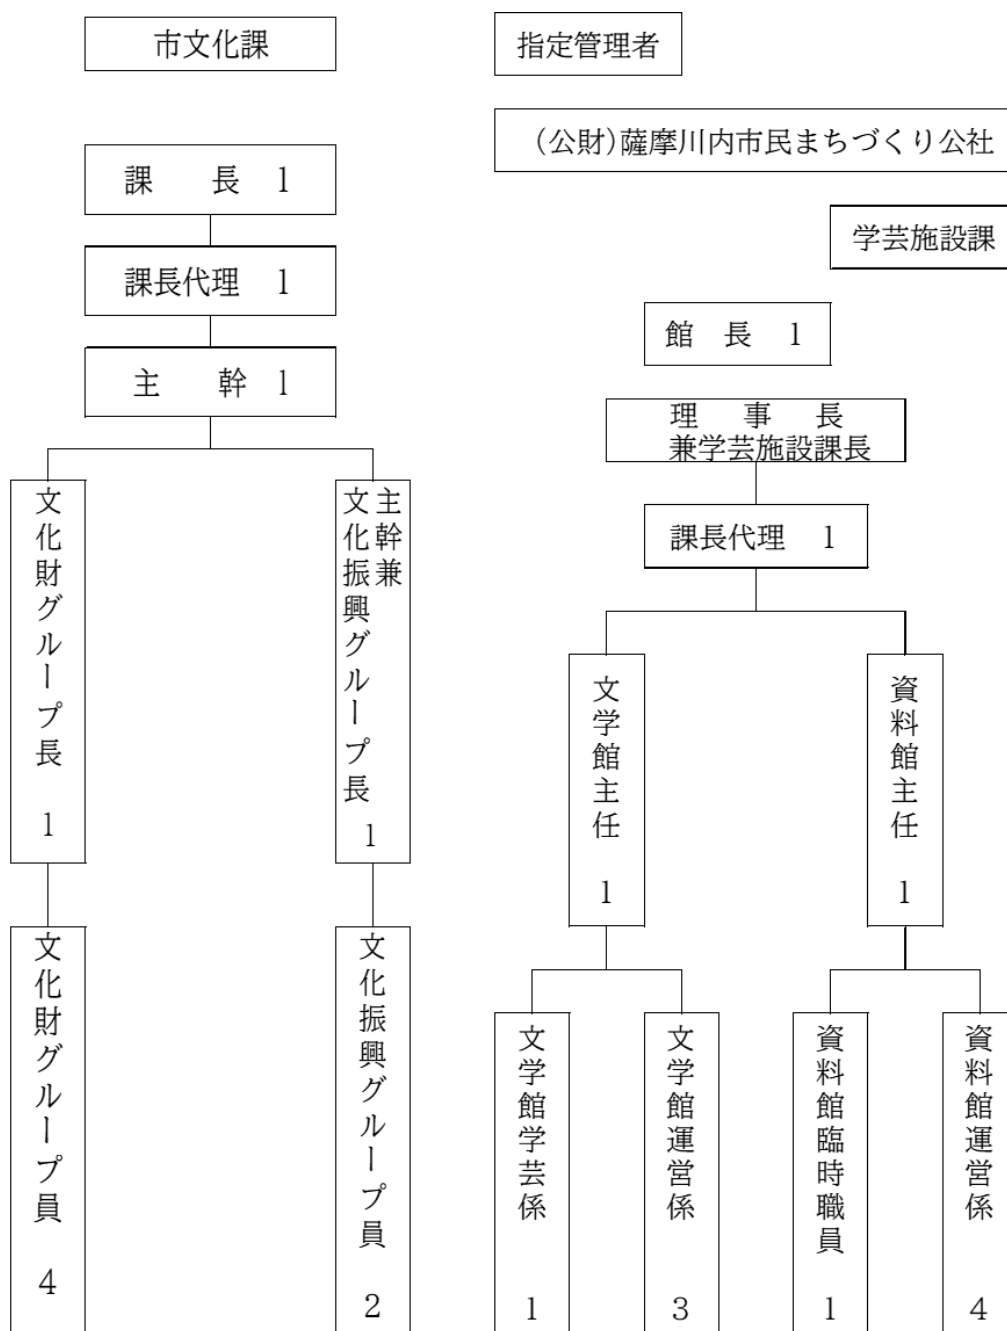 市文化課
課　長　1
課長代理　1
主　幹　1
文化財グループ長　1
主幹兼
文化振興グループ長　1
文化財グループ員　4
文化振興グループ員　2
指定管理者
（公財）薩摩川内市民まちづくり公社
学芸施設課
館　長　1
理　事　長
兼学芸施設課長
課長代理　1
文学館主任　1
資料館主任　1
文学館学芸係　1
文学館運営係　3
資料館臨時職員　1
資料館運営係　4